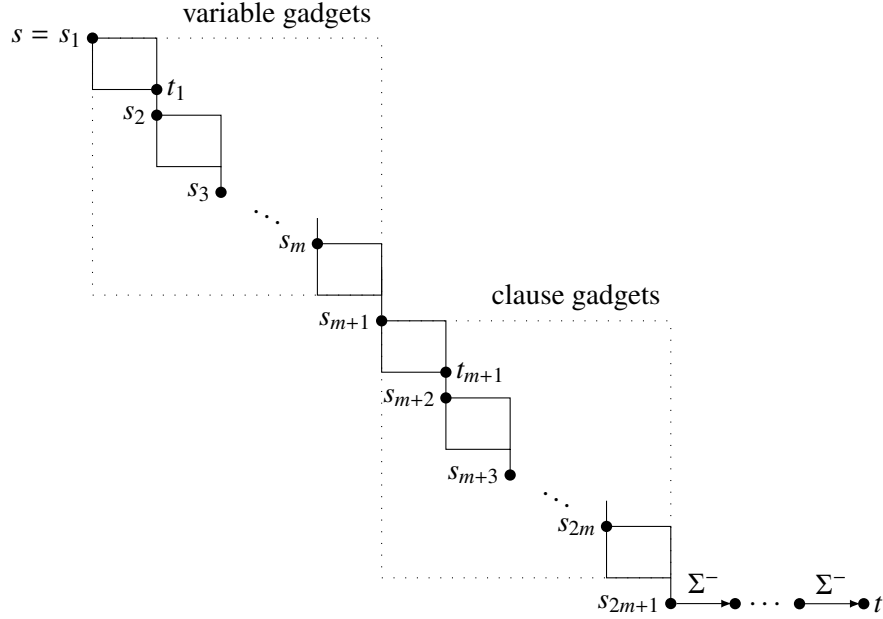 variable gadgets
s = s₁
t₁
s₂
s₃
⋱
sₘ
clause gadgets
sₘ₊₁
tₘ₊₁
sₘ₊₂
sₘ₊₃
⋱
s₂ₘ
s₂ₘ₊₁ Σ⁻ ⋯ Σ⁻ t